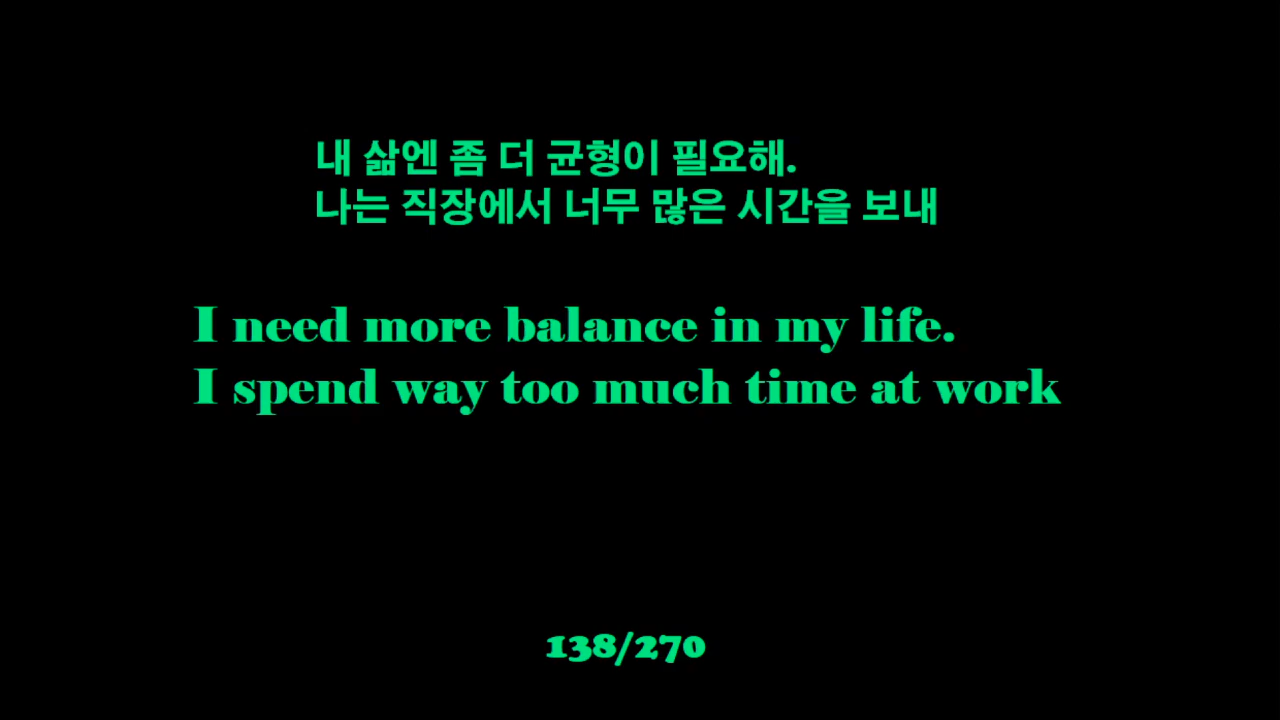 내 삶엔 좀 더 균형이 필요해.
나는 직장에서 너무 많은 시간을 보내
I need more balance in my life.
I spend way too much time at work
138/270